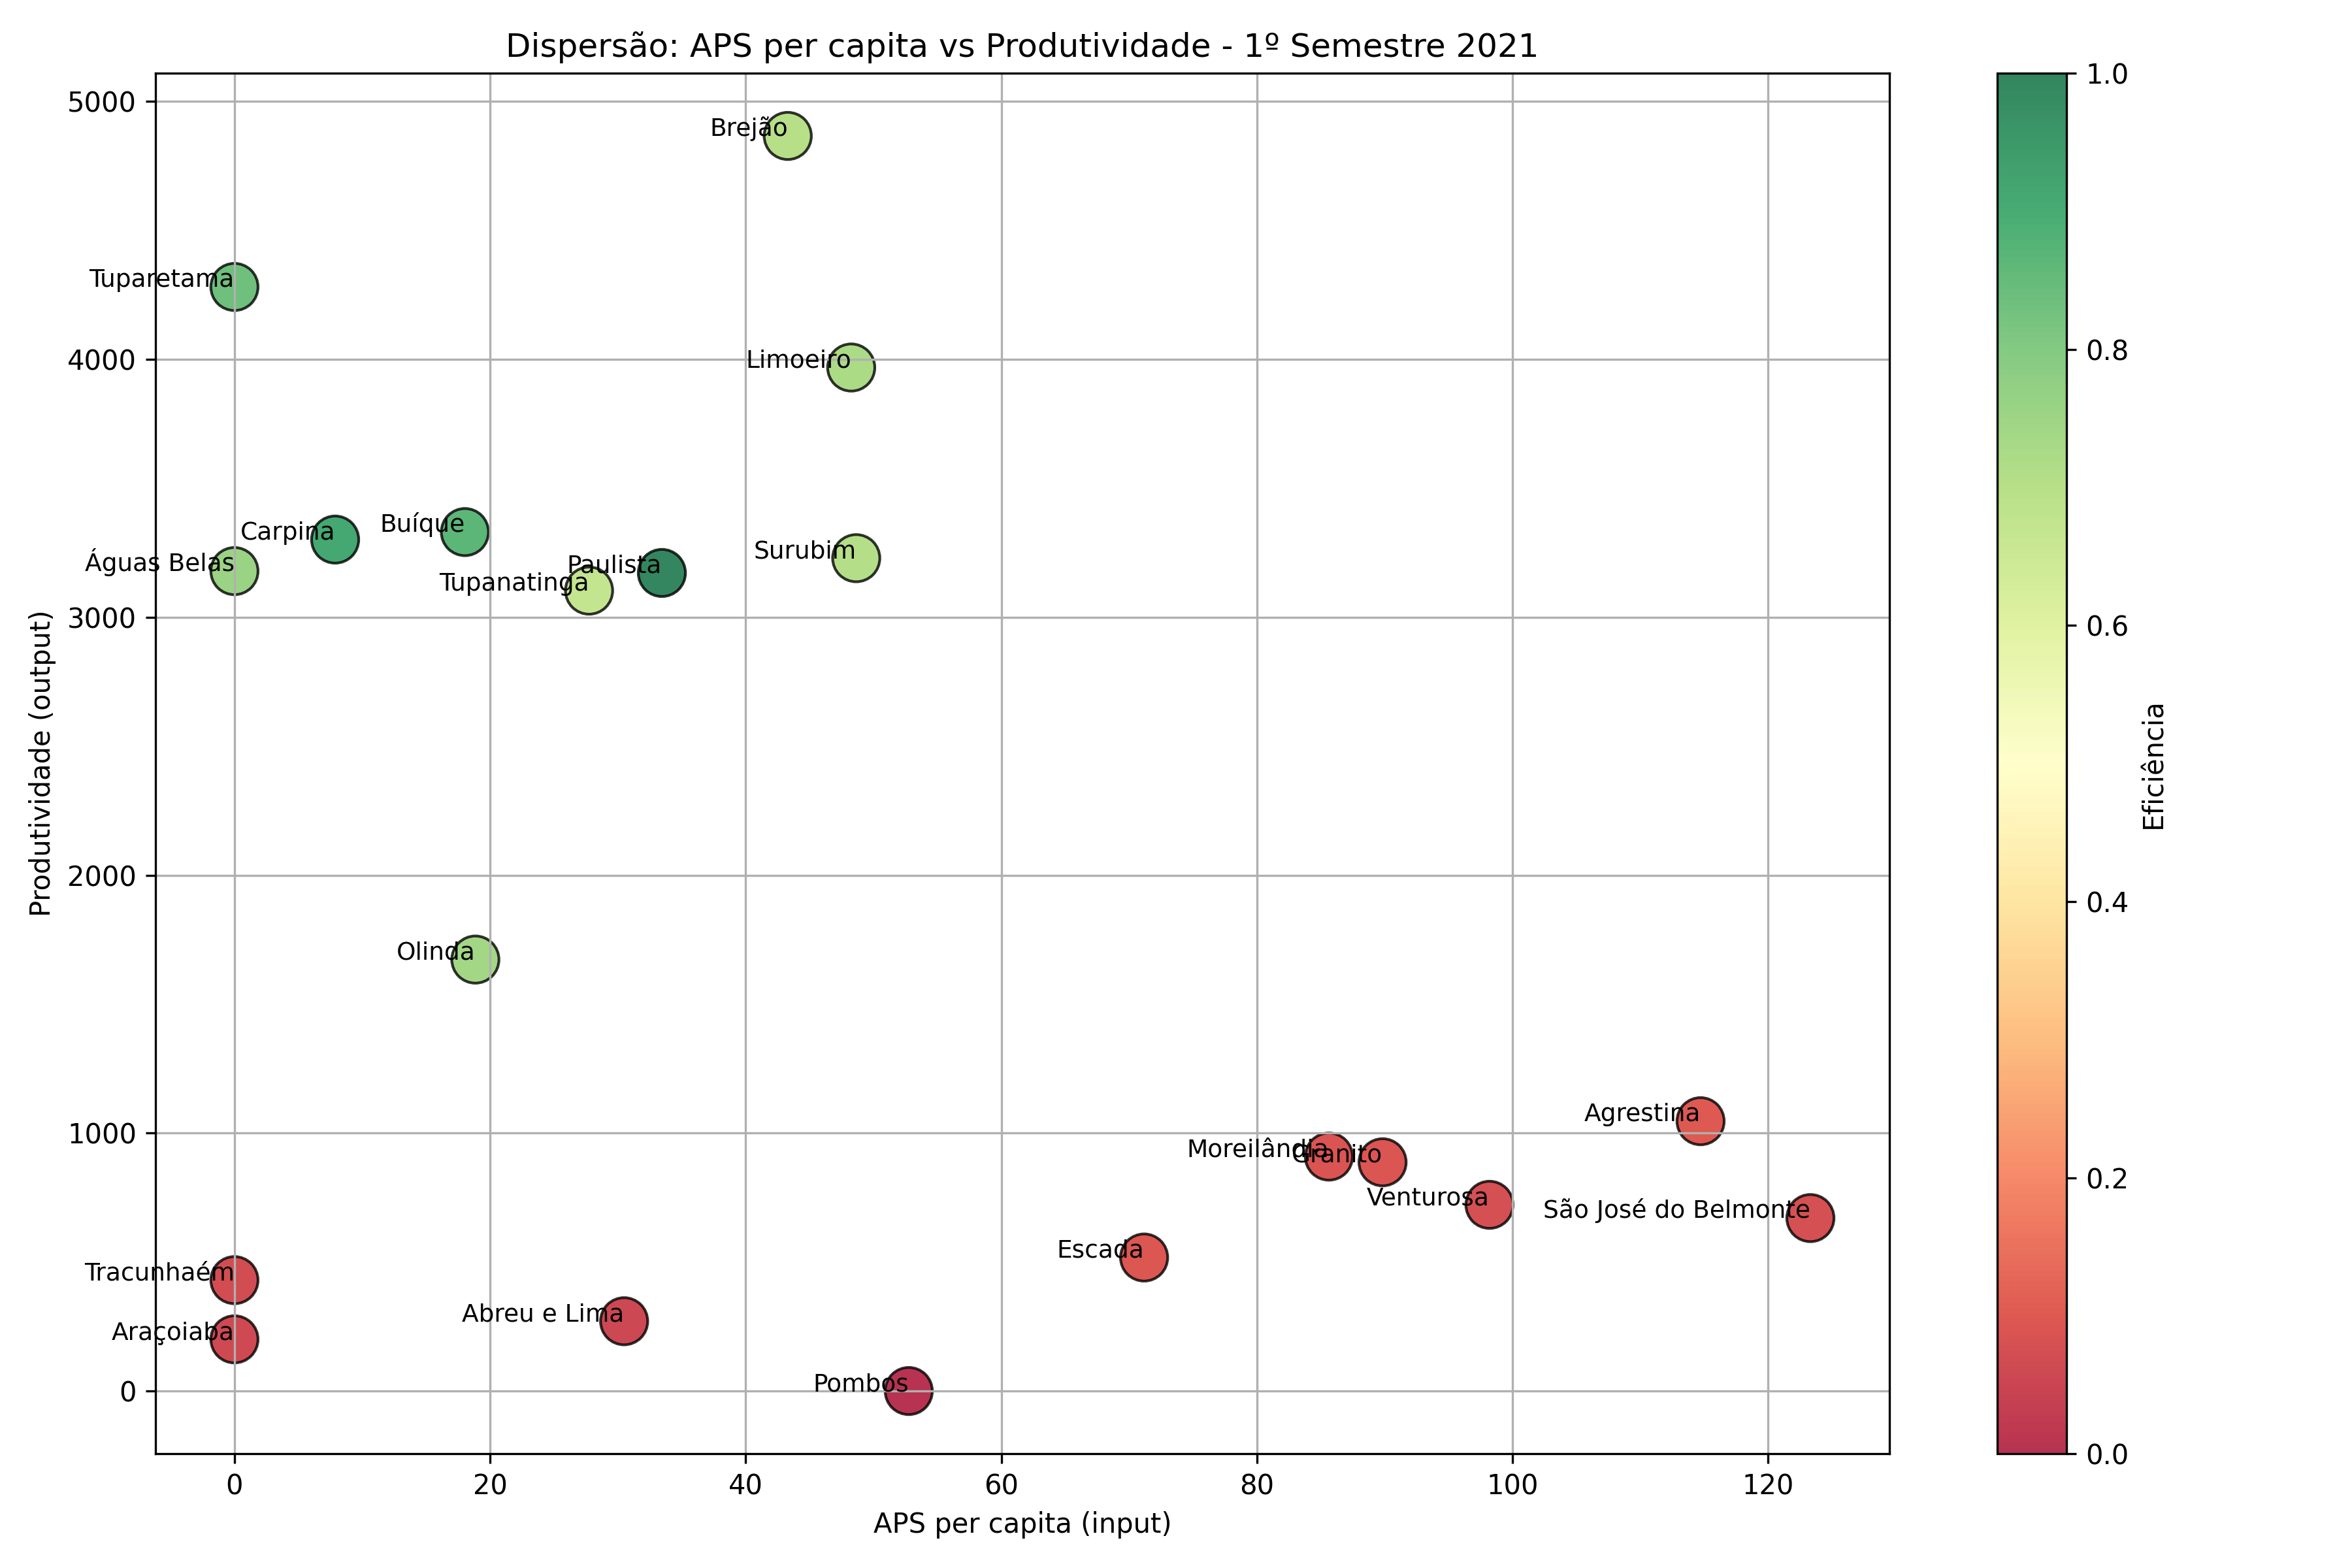 Dispersão: APS per capita vs Produtividade - 1º Semestre 2021
5000
4000
3000
2000
1000
0
Produtividade (output)
Brejão
Tuparetama
Limoeiro
Buíque
Carpina
Surubim
Águas Belas
Paulista
Tupanatinga
Olinda
Agrestina
Moreilândia
Granito
Venturosa
São José do Belmonte
Escada
Tracunhaém
Abreu e Lima
Araçoiaba
Pombos
0
20
40
60
80
100
120
APS per capita (input)
1.0
0.8
0.6
0.4
0.2
0.0
Eficiência